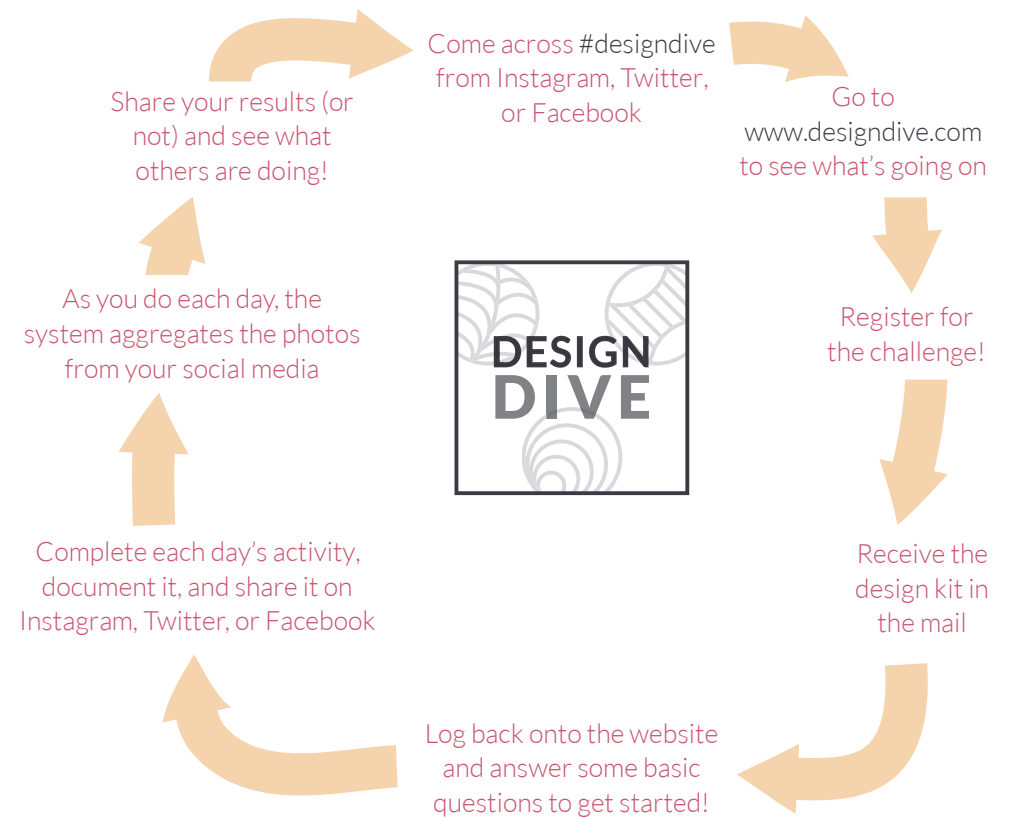 Come across #designdive
from Instagram, Twitter,
or Facebook
Go to
www.designdive.com
to see what's going on
Register for
the challenge!
Receive the
design kit in
the mail
Log back onto the website
and answer some basic
questions to get started!
Complete each day's activity,
document it, and share it on
Instagram, Twitter, or Facebook
As you do each day, the
system aggregates the photos
from your social media
Share your results (or
not) and see what
others are doing!
DESIGN
DIVE